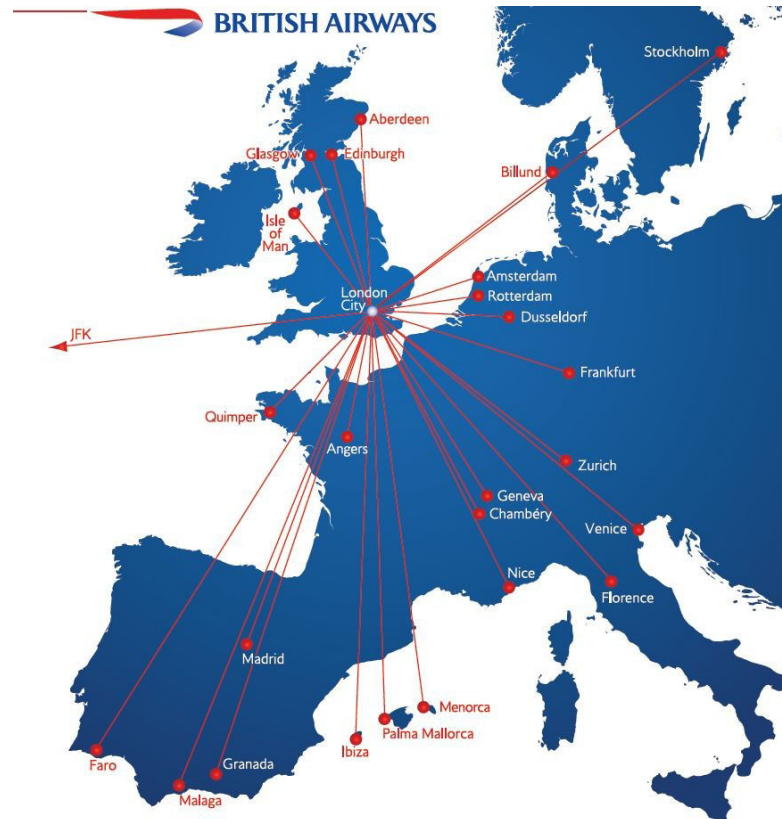 BRITISH AIRWAYS
Stockholm
Aberdeen
Glasgow
Edinburgh
Billund
Isle
of
Man
Amsterdam
London
City
Rotterdam
Dusseldorf
JFK
Frankfurt
Quimper
Angers
Zurich
Geneva
Chambéry
Venice
Nice
Florence
Madrid
Menorca
Palma Mallorca
Ibiza
Faro
Granada
Malaga